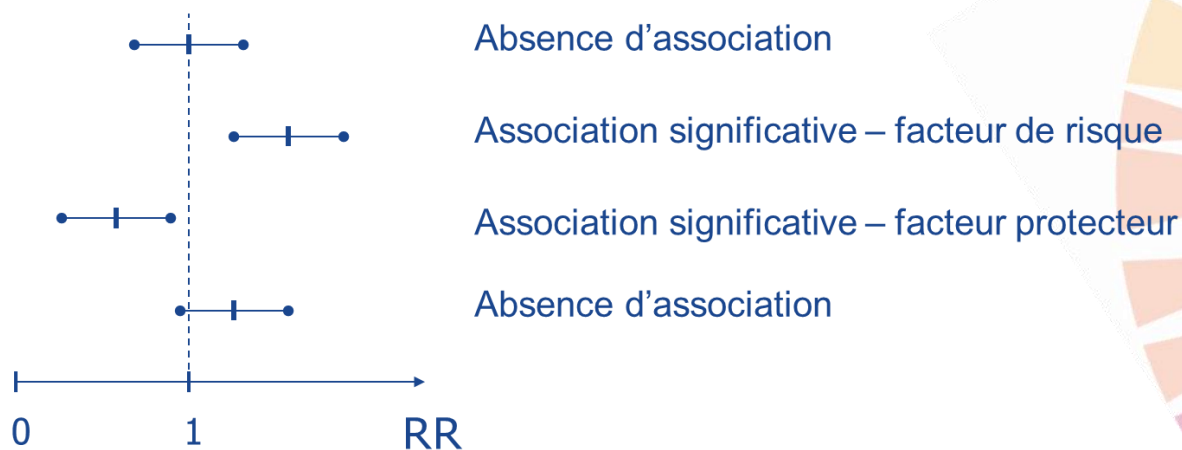 Absence d’association
Association significative – facteur de risque
Association significative – facteur protecteur
Absence d’association
0 1 RR